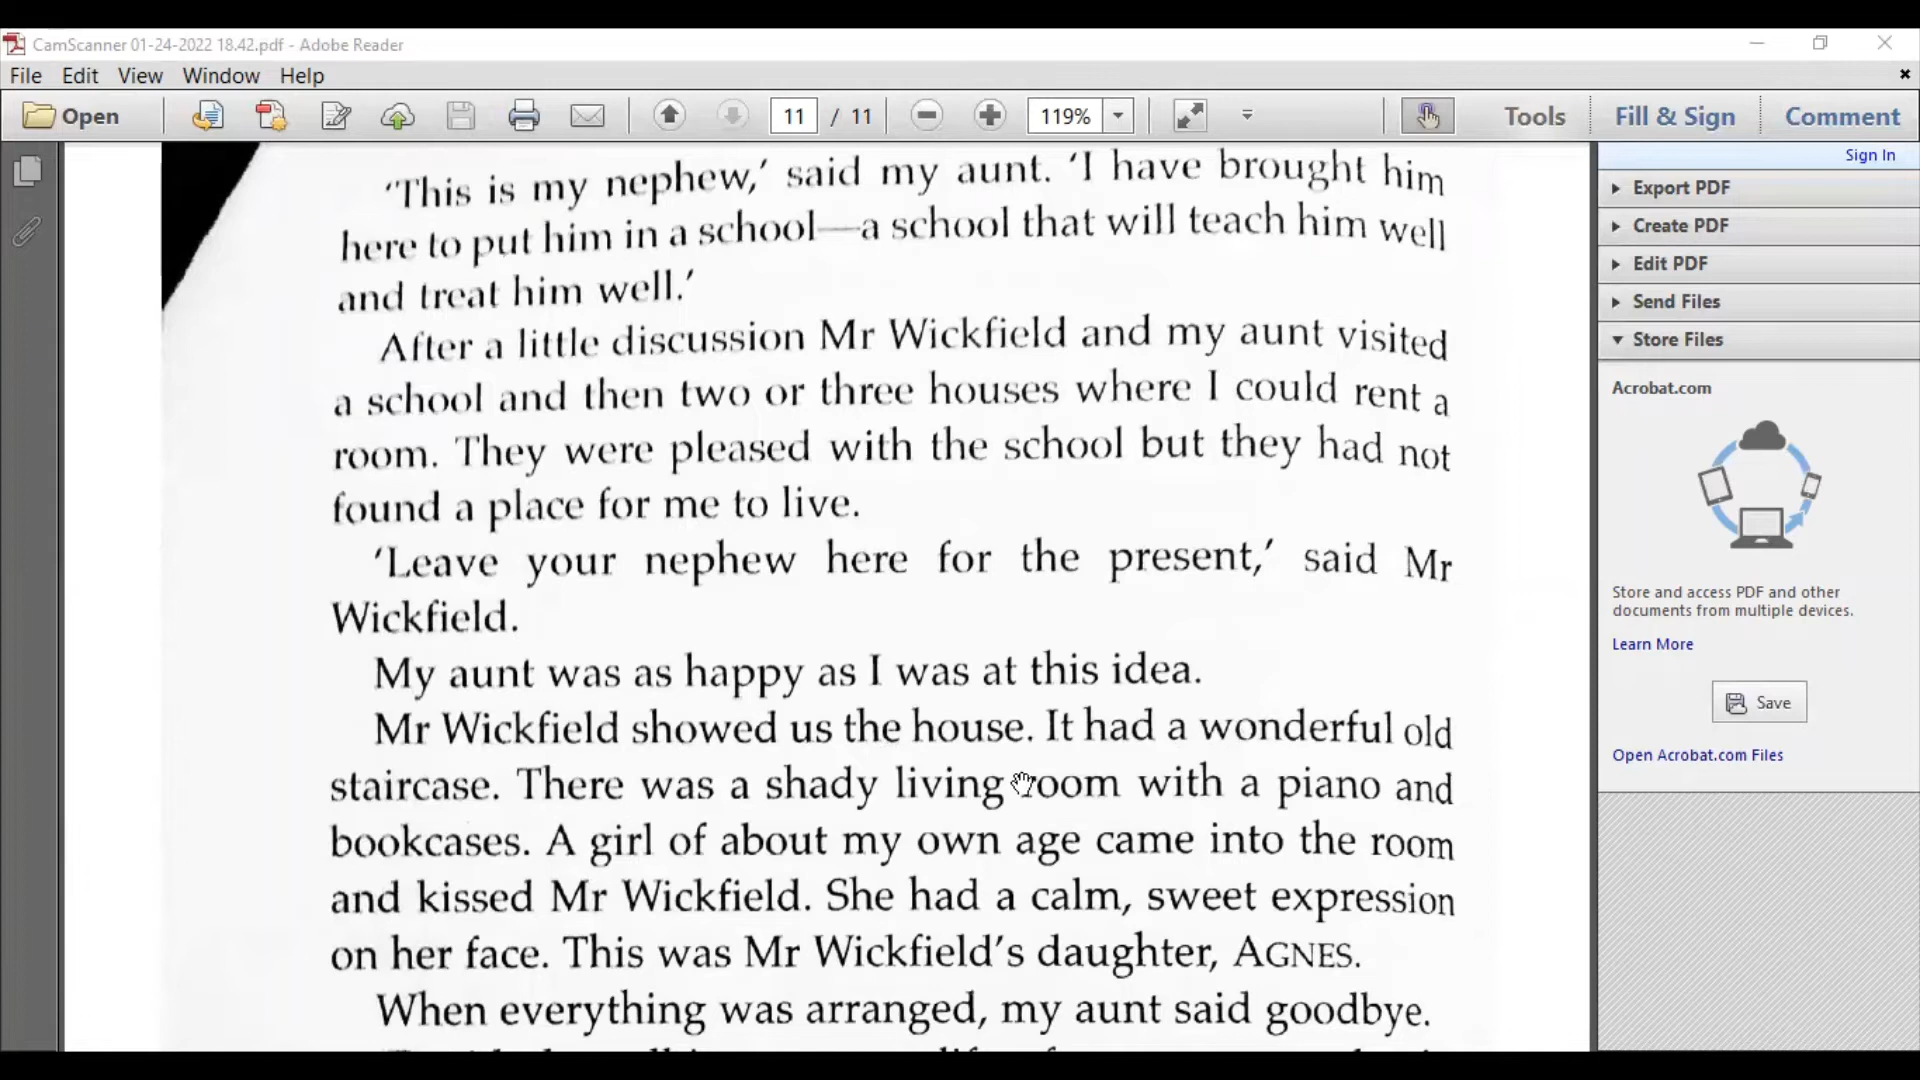 CamScanner 01-24-2022 18.42.pdf - Adobe Reader
File Edit View Window Help
Open 11 / 11 119% Tools Fill & Sign Comment
Sign In
Export PDF
Create PDF
Edit PDF
Send Files
Store Files
Acrobat.com
Store and access PDF and other
documents from multiple devices.
Learn More
Save
Open Acrobat.com Files
‘This is my nephew,’ said my aunt. ‘I have brought him
here to put him in a school—a school that will teach him well
and treat him well.’
After a little discussion Mr Wickfield and my aunt visited
a school and then two or three houses where I could rent a
room. They were pleased with the school but they had not
found a place for me to live.
‘Leave your nephew here for the present,’ said Mr
Wickfield.
My aunt was as happy as I was at this idea.
Mr Wickfield showed us the house. It had a wonderful old
staircase. There was a shady living room with a piano and
bookcases. A girl of about my own age came into the room
and kissed Mr Wickfield. She had a calm, sweet expression
on her face. This was Mr Wickfield’s daughter, AGNES.
When everything was arranged, my aunt said goodbye.